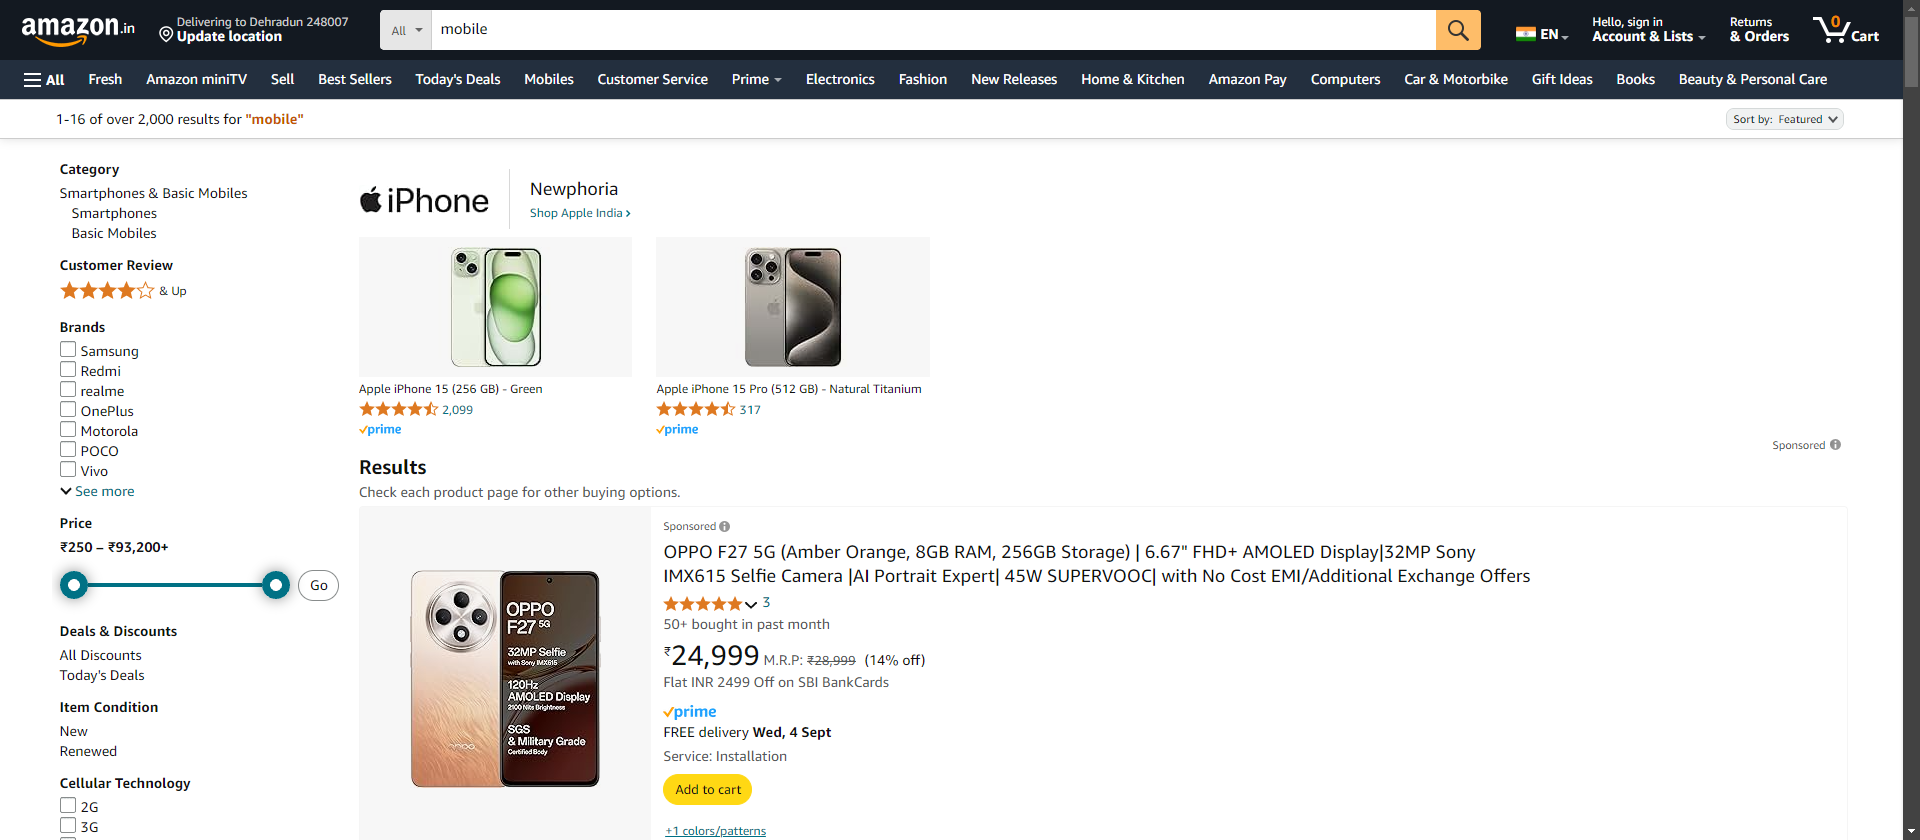 amazon.in
Delivering to Dehradun 248007
Update location
All
mobile
EN
Hello, sign in
Account & Lists
Returns
& Orders
0
Cart
All
Fresh
Amazon miniTV
Sell
Best Sellers
Today's Deals
Mobiles
Customer Service
Prime
Electronics
Fashion
New Releases
Home & Kitchen
Amazon Pay
Computers
Car & Motorbike
Gift Ideas
Books
Beauty & Personal Care
1-16 of over 2,000 results for "mobile"
Sort by: Featured
Category
Smartphones & Basic Mobiles
Smartphones
Basic Mobiles
Customer Review
& Up
Brands
Samsung
Redmi
realme
OnePlus
Motorola
POCO
Vivo
See more
Price
₹250 – ₹93,200+
Go
Deals & Discounts
All Discounts
Today's Deals
Item Condition
New
Renewed
Cellular Technology
2G
3G
iPhone
Newphoria
Shop Apple India ›
Apple iPhone 15 (256 GB) - Green
2,099
prime
Apple iPhone 15 Pro (512 GB) - Natural Titanium
317
prime
Sponsored
Results
Check each product page for other buying options.
OPPO
F27 5G
32MP Selfie
with Sony IMX615
120Hz
AMOLED Display
2100 Nits Brightness
SGS
& Military Grade
Certified Body
oppo
Sponsored
OPPO F27 5G (Amber Orange, 8GB RAM, 256GB Storage) | 6.67" FHD+ AMOLED Display|32MP Sony
IMX615 Selfie Camera |AI Portrait Expert| 45W SUPERVOOC| with No Cost EMI/Additional Exchange Offers
3
50+ bought in past month
₹24,999 M.R.P: ₹28,999 (14% off)
Flat INR 2499 Off on SBI BankCards
prime
FREE delivery Wed, 4 Sept
Service: Installation
Add to cart
+1 colors/patterns